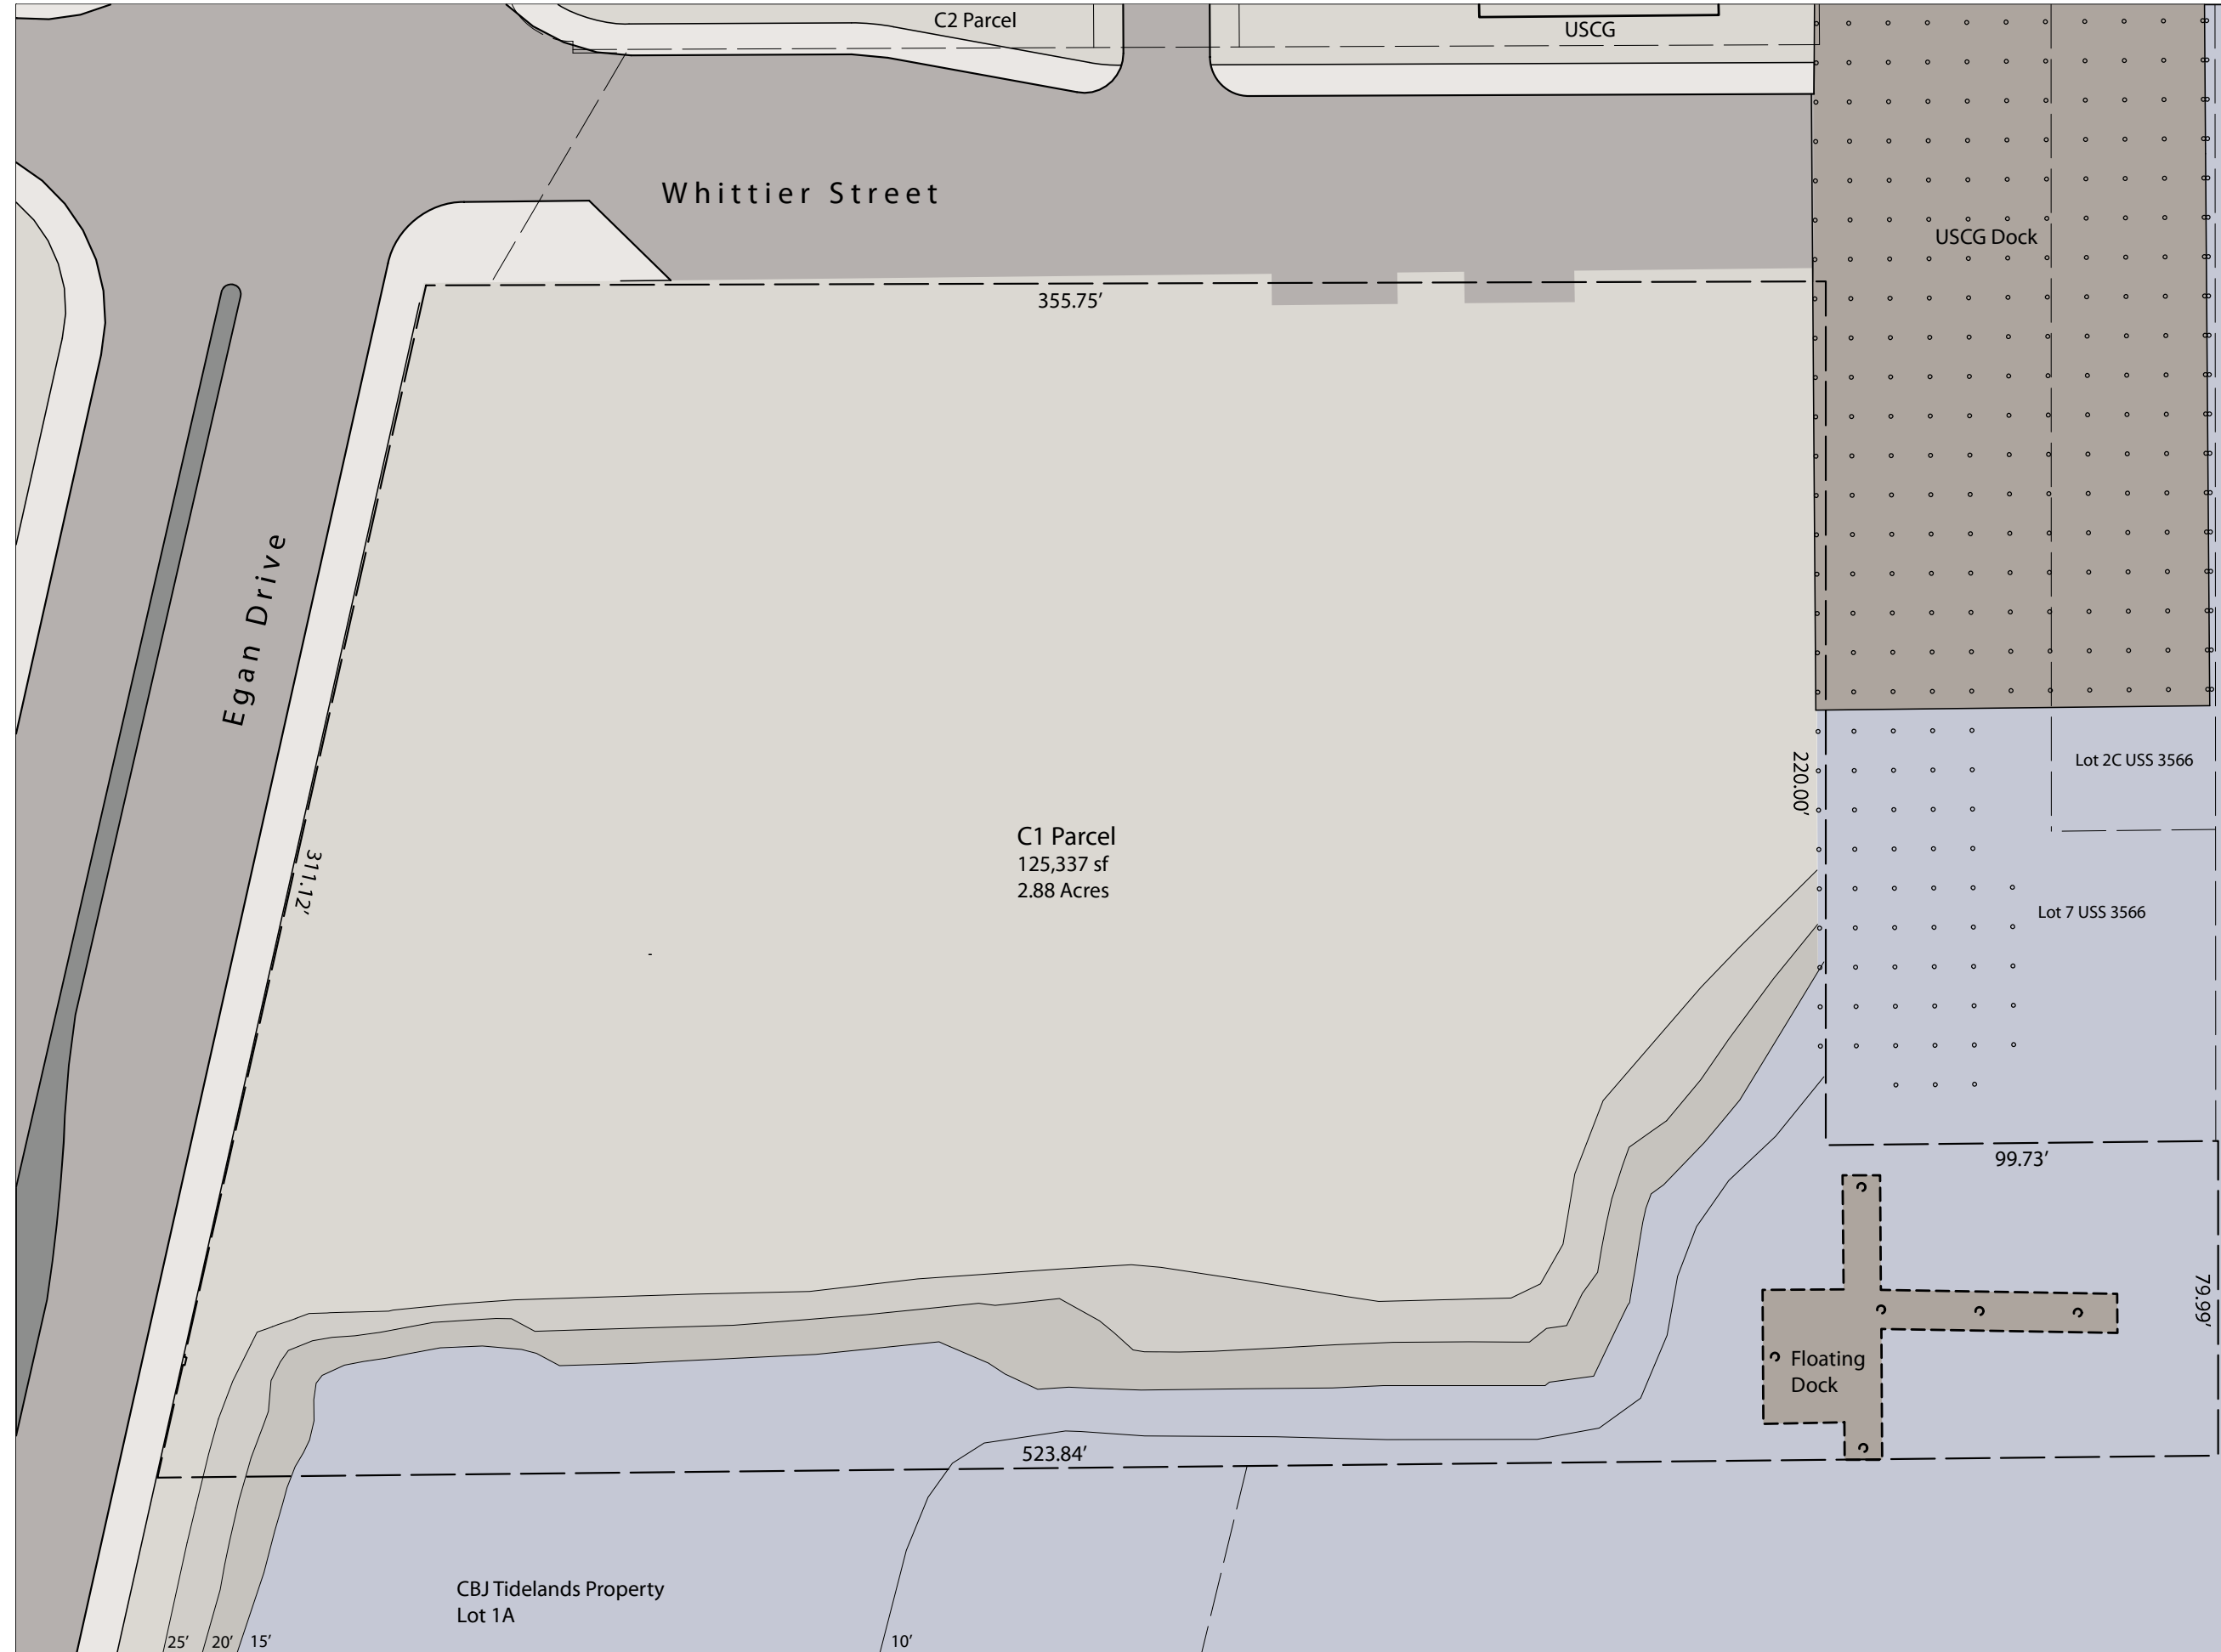 C2 Parcel
USCG
Whittier Street
USCG Dock
355.75’
Egan Drive
220.00’
Lot 2C USS 3566
C1 Parcel
125,337 sf
2.88 Acres
311.12’
Lot 7 USS 3566
99.73’
79.99’
Floating
Dock
523.84’
CBJ Tidelands Property
Lot 1A
25’
20’
15’
10’